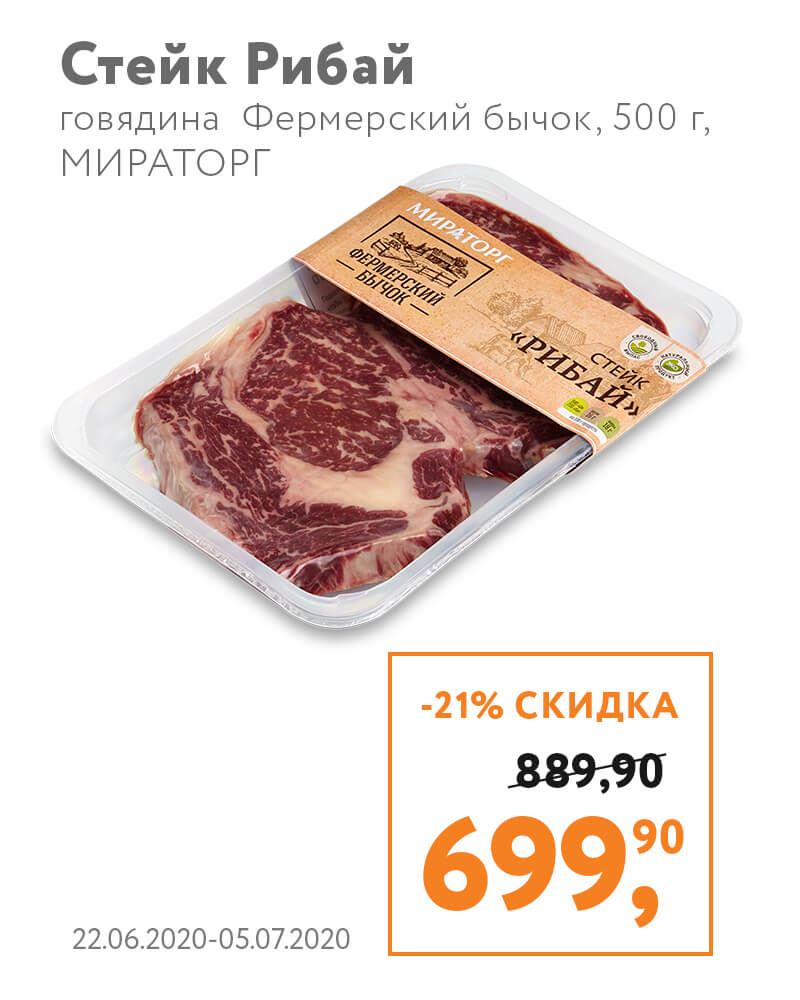 Стейк Рибай
говядина Фермерский бычок, 500 г,
МИРАТОРГ
МИРАТОРГ
ФЕРМЕРСКИЙ
БЫЧОК
СТЕЙК
«РИБАЙ»
-21% СКИДКА
889,90
699,90
22.06.2020-05.07.2020